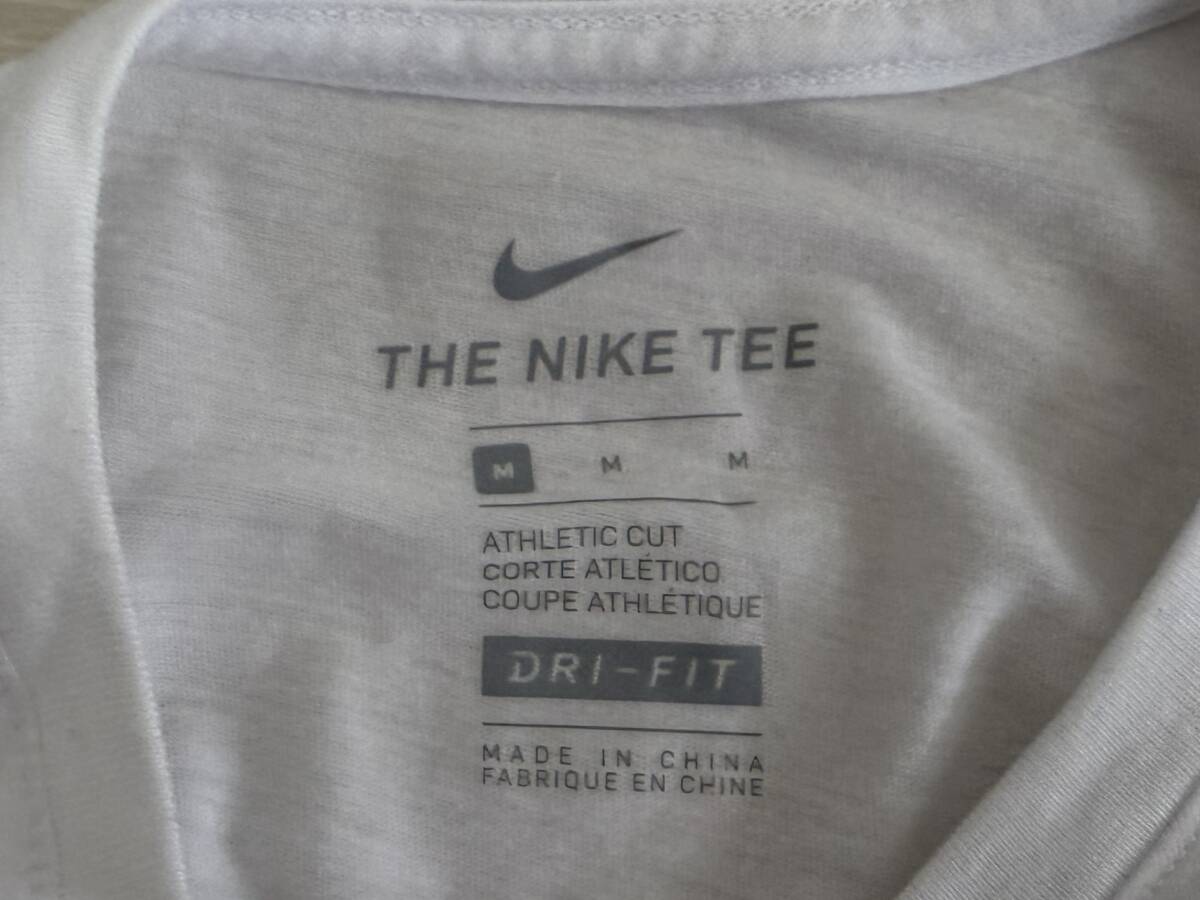 THE NIKE TEE
M M M
ATHLETIC CUT
CORTE ATLÉTICO
COUPE ATHLÉTIQUE
DRI-FIT
MADE IN CHINA
FABRIQUE EN CHINE